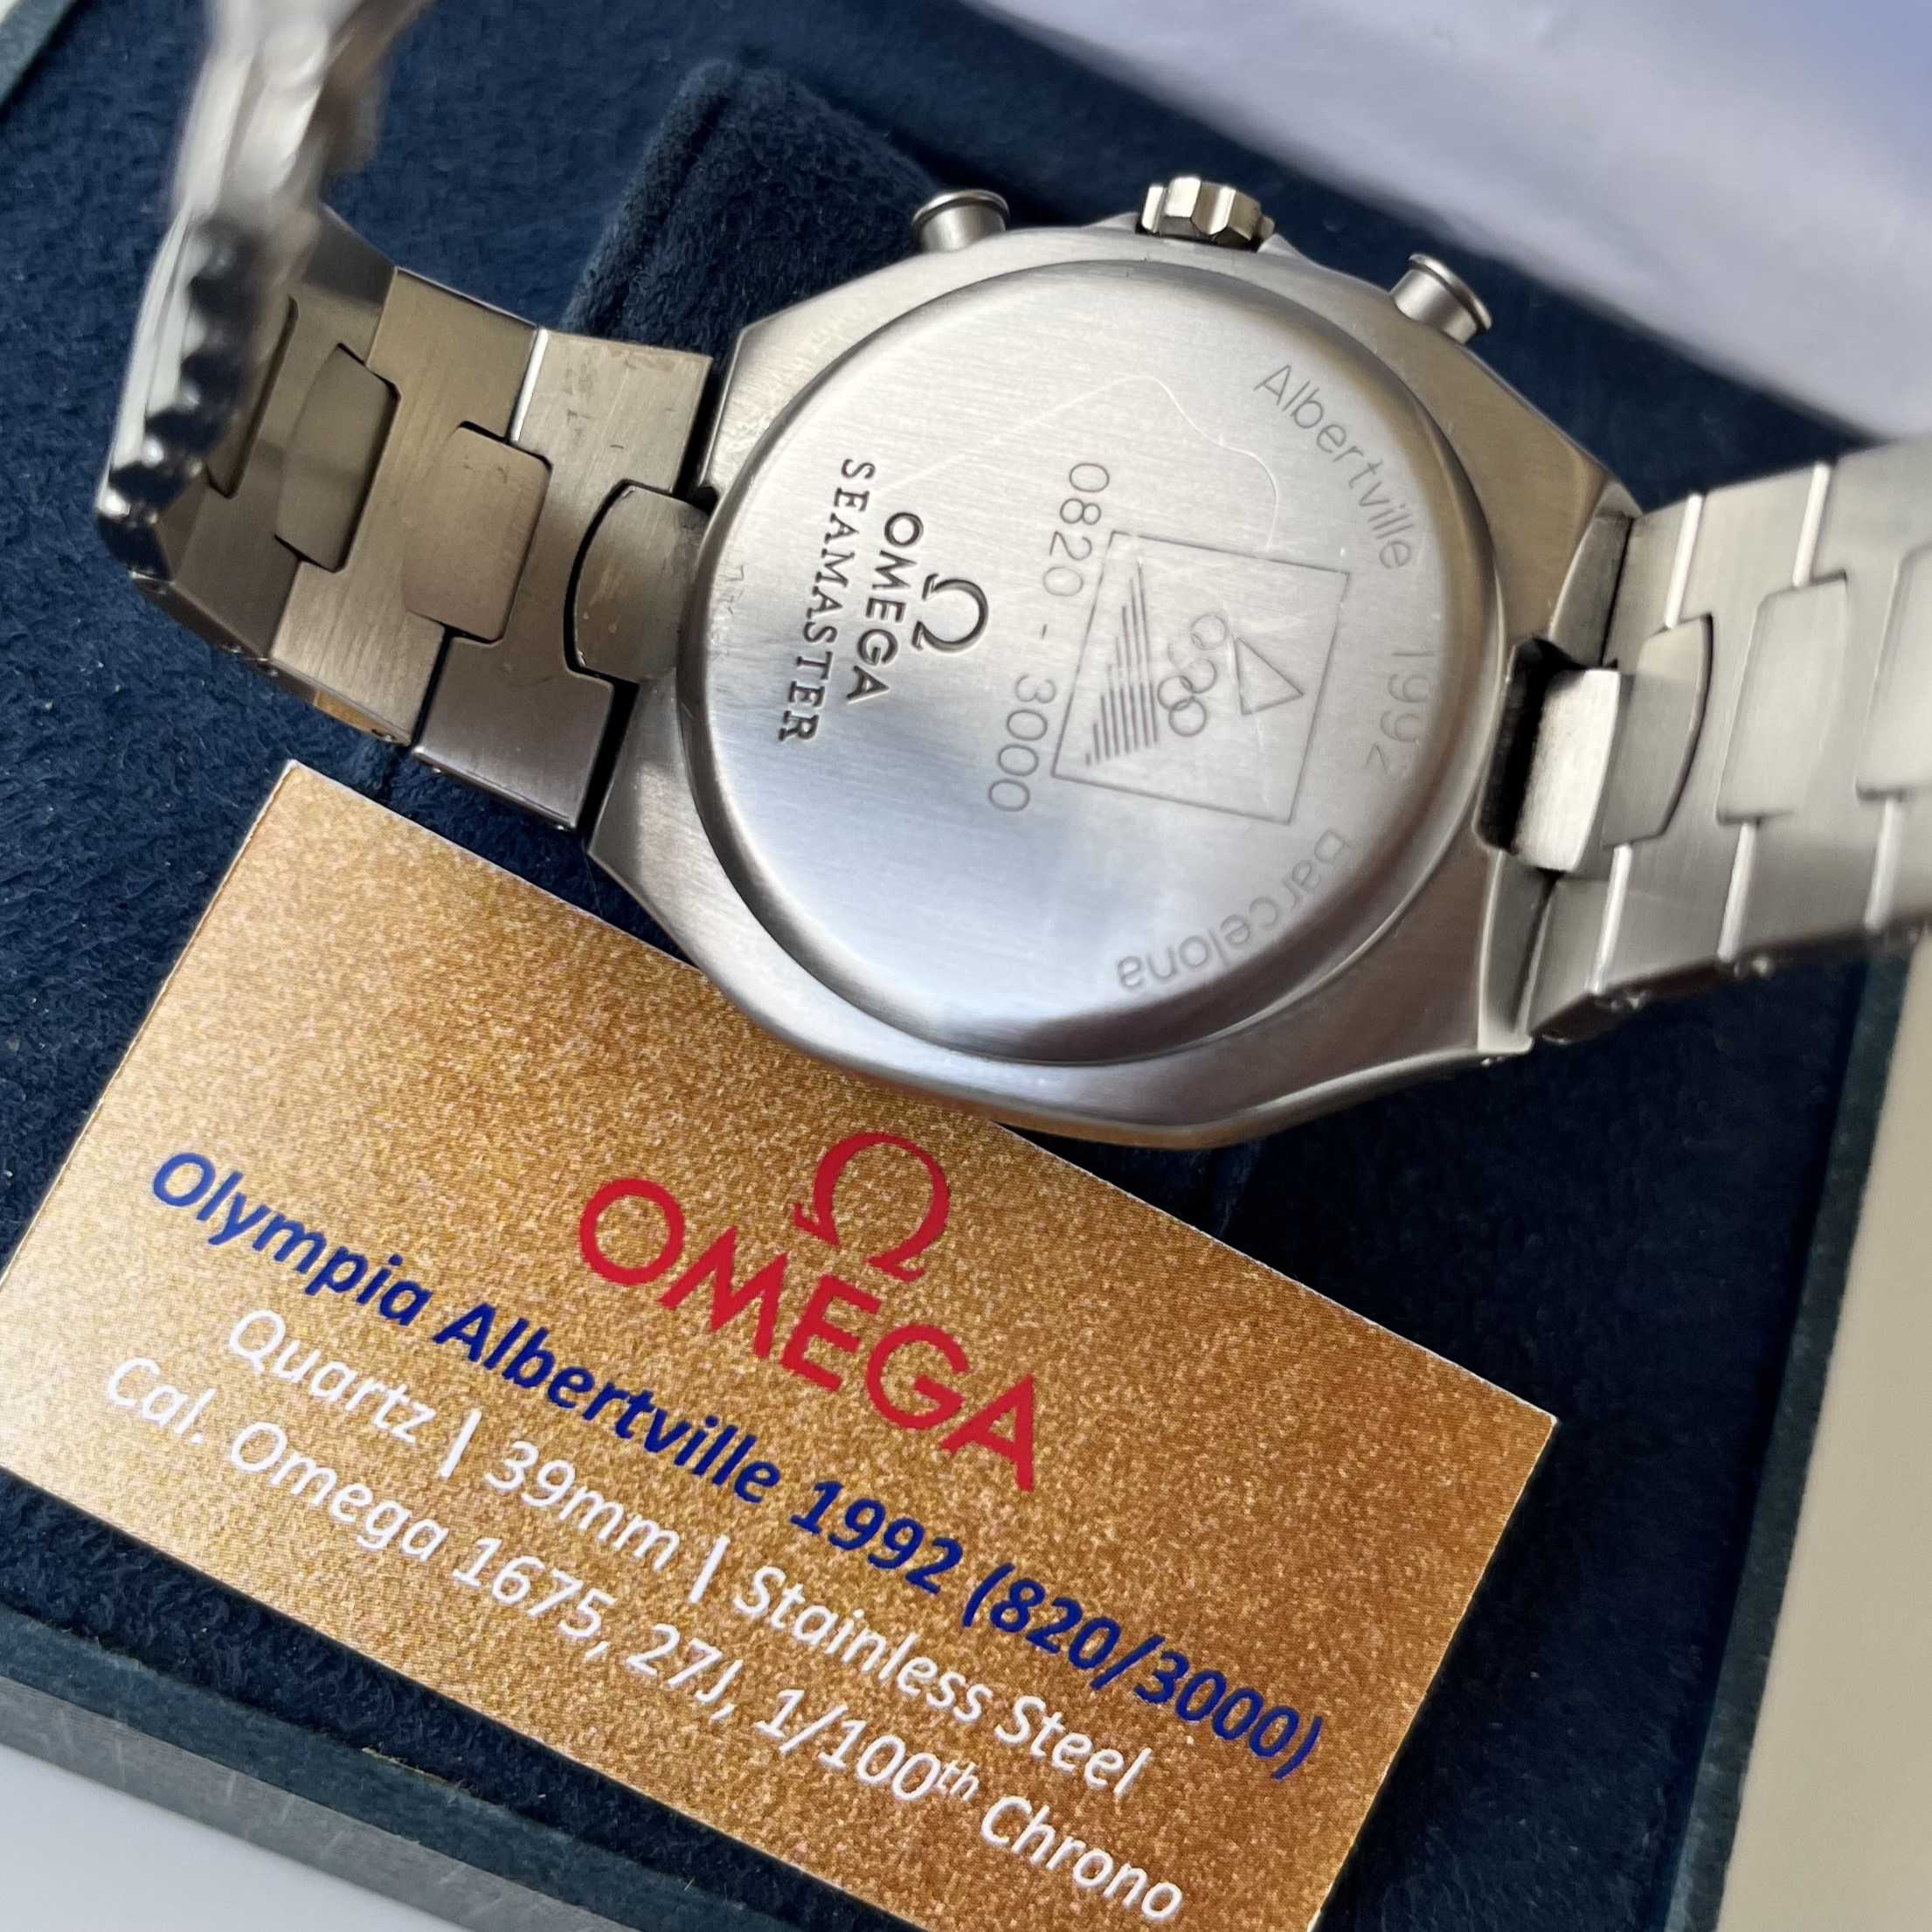 Albertville 1992 Barcelona
0820 - 3000
Ω
OMEGA
SEAMASTER
Ω
OMEGA
Olympia Albertville 1992 (820/3000)
Quartz | 39mm | Stainless Steel
Cal. Omega 1675, 27J, 1/100th Chrono